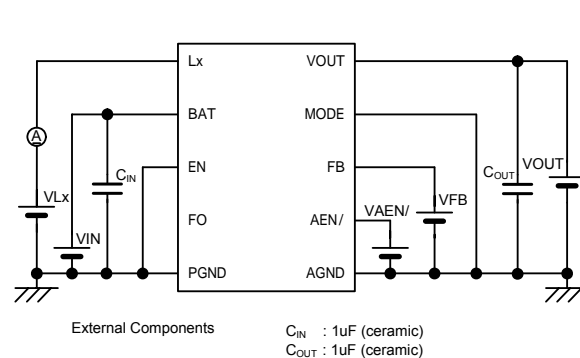 Lx VOUT
BAT MODE
A
EN FB
CIN COUT VOUT
VLx VFB
FO AEN/ VAEN/
VIN
PGND AGND
External Components
CIN : 1uF (ceramic)
COUT : 1uF (ceramic)